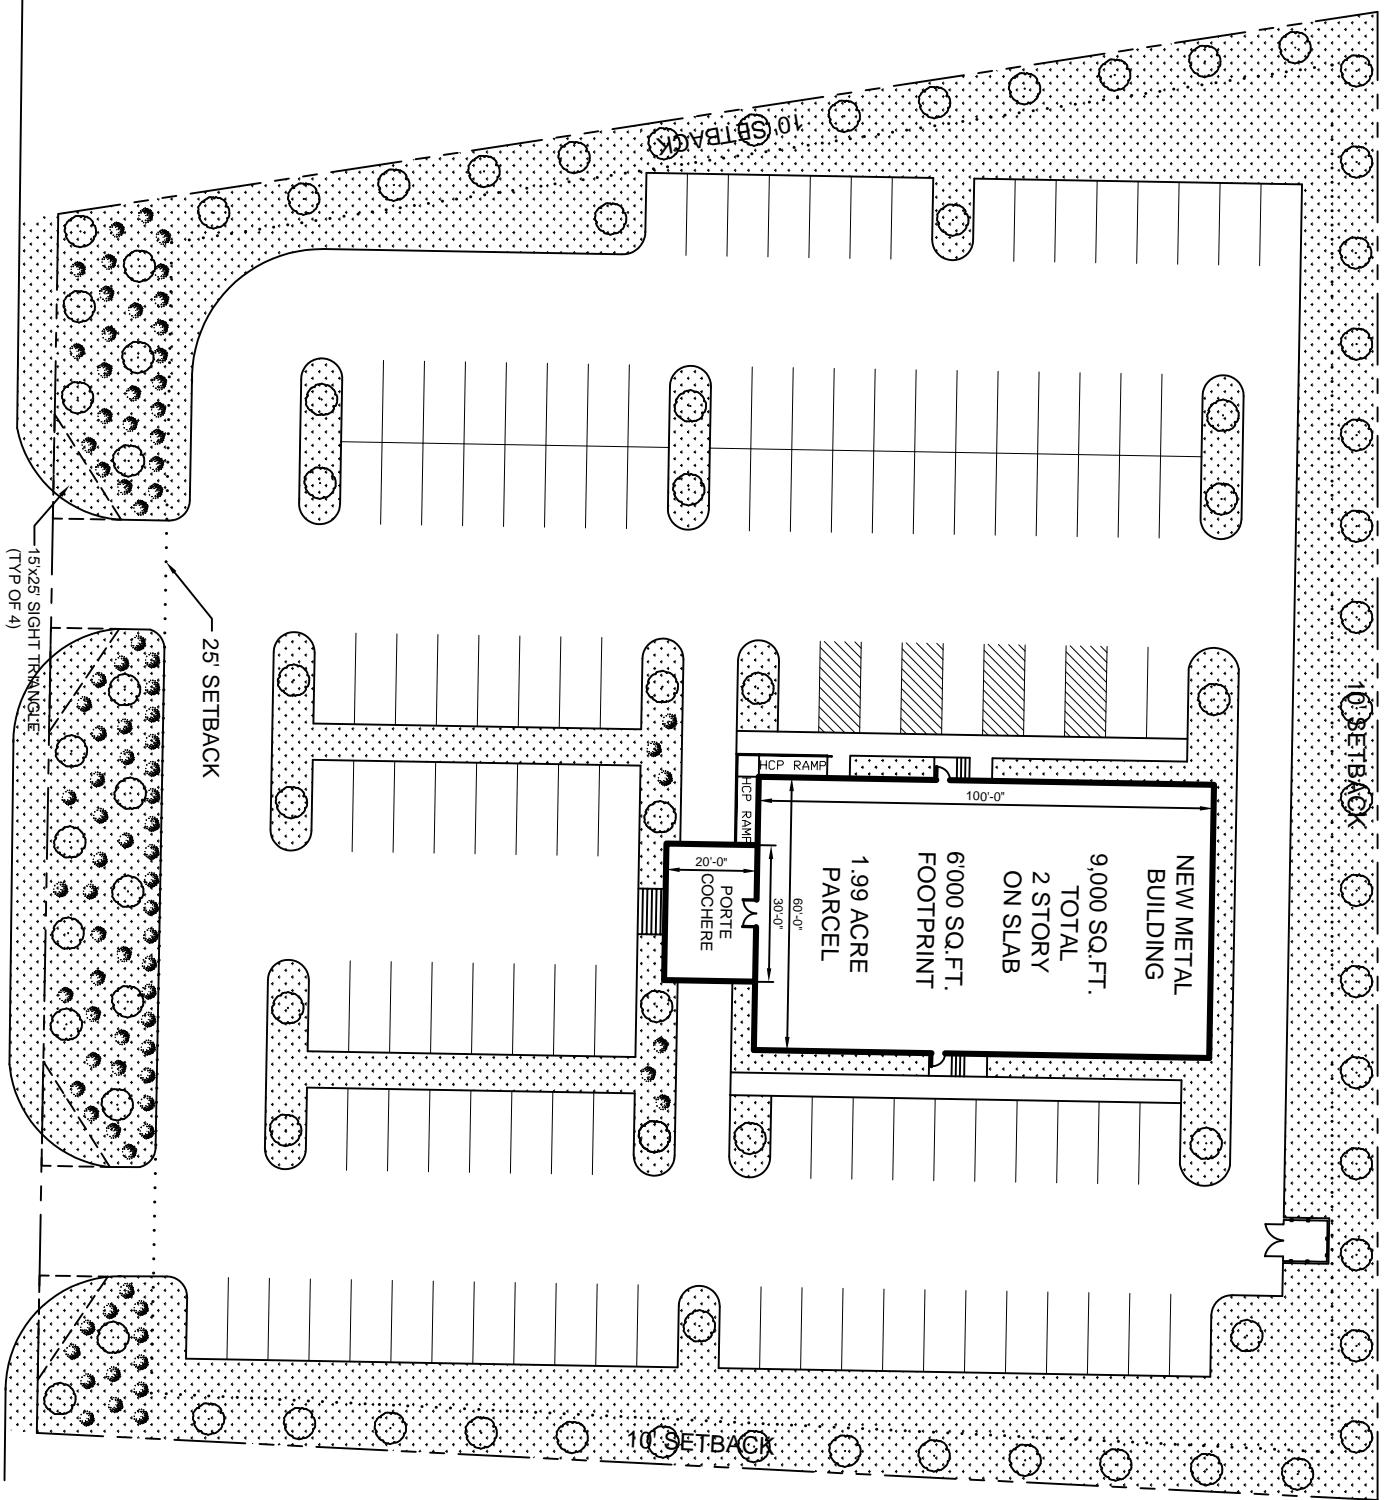 10' SETBACK
10' SETBACK
10' SETBACK
25' SETBACK
15'x25' SIGHT TRIANGLE
(TYP OF 4)
HCP RAMP
HCP RAMP
100'-0"
60'-0"
30'-0"
20'-0"
PORTE
COCHERE
NEW METAL
BUILDING
9,000 SQ.FT.
TOTAL
2 STORY
ON SLAB
6'000 SQ.FT.
FOOTPRINT
1.99 ACRE
PARCEL